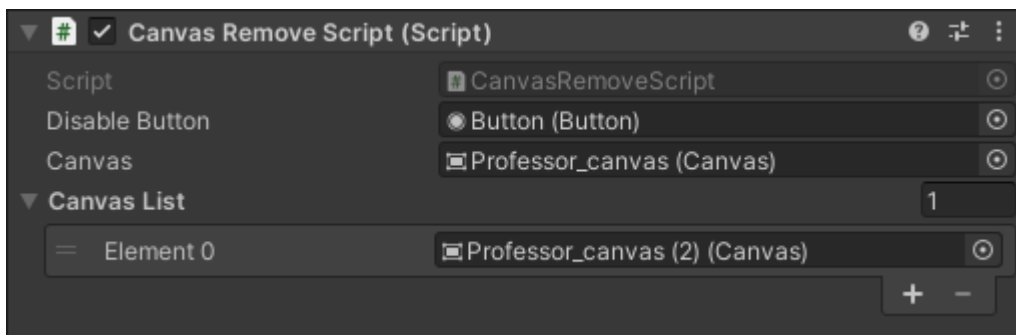 Canvas Remove Script (Script)
Script CanvasRemoveScript
Disable Button Button (Button)
Canvas Professor_canvas (Canvas)
Canvas List 1
Element 0 Professor_canvas (2) (Canvas)